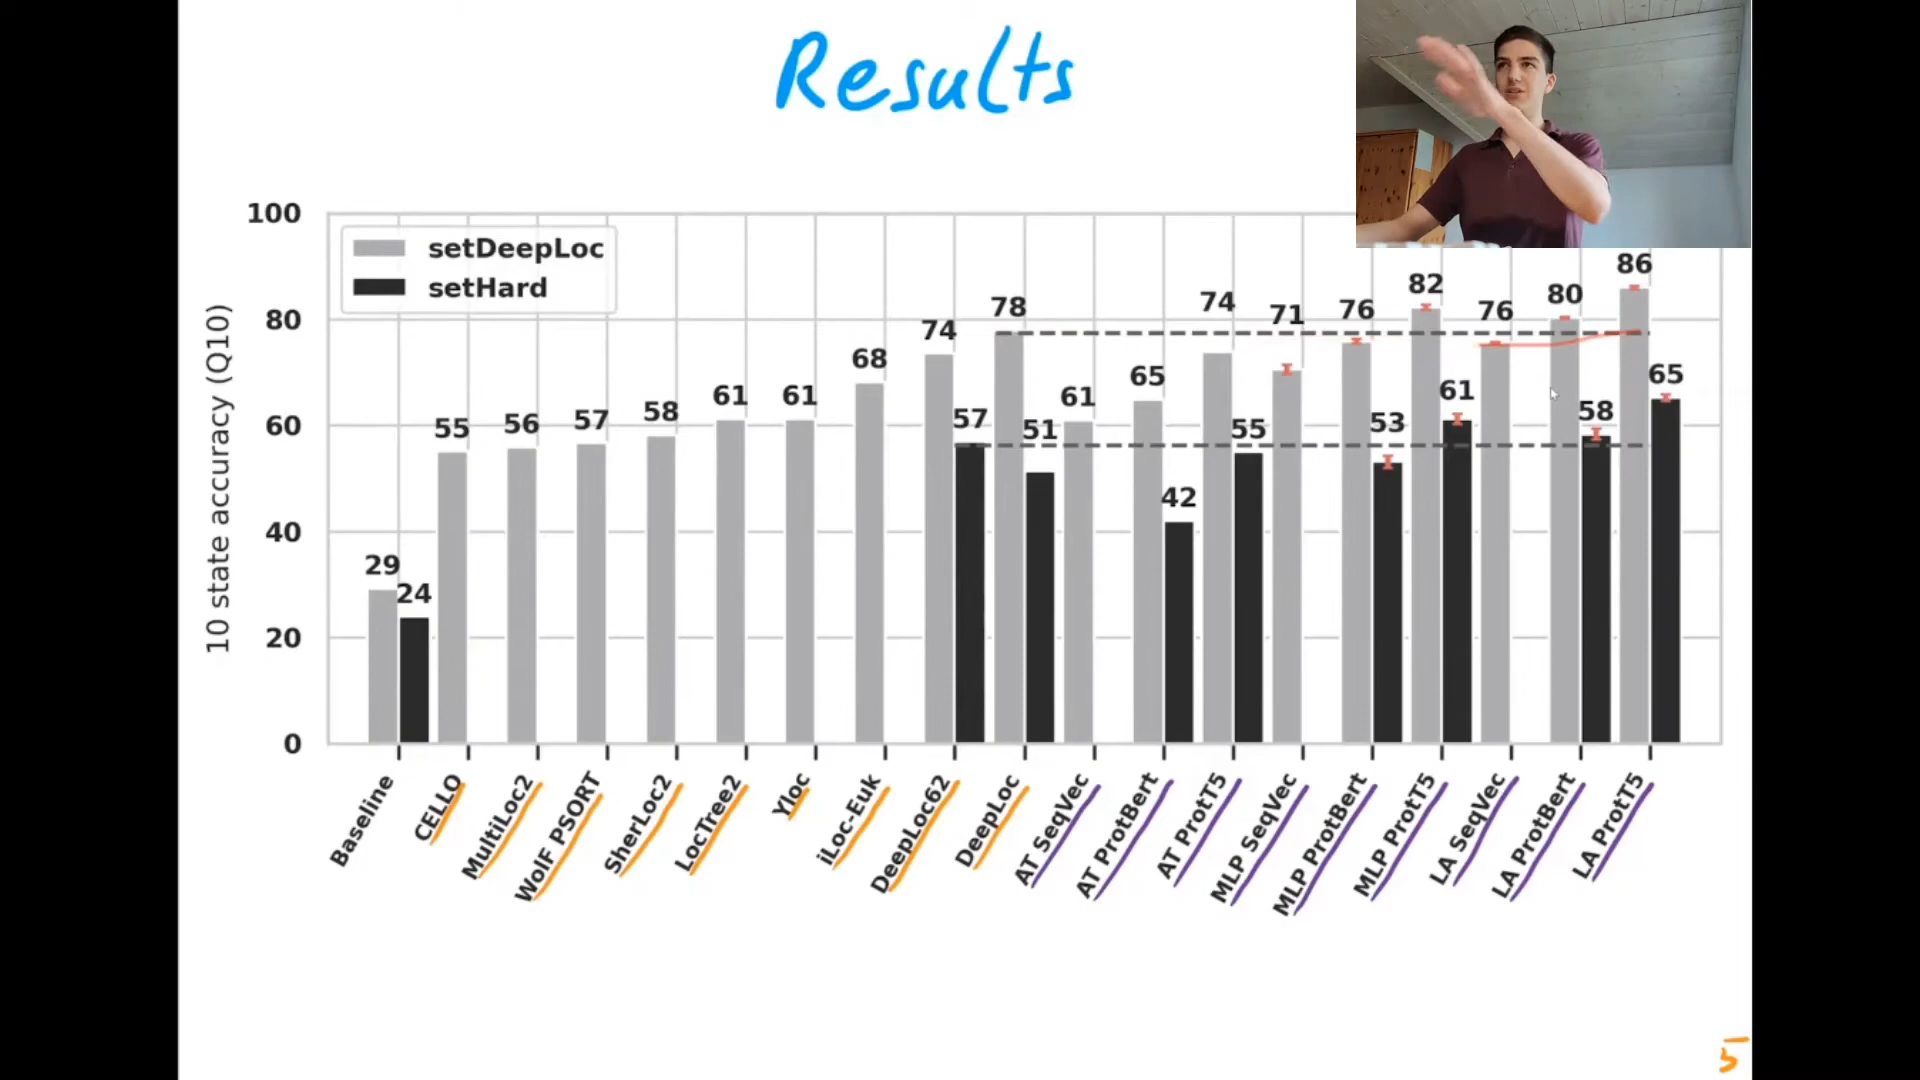 Results
100
80
60
40
20
0
10 state accuracy (Q10)
setDeepLoc
setHard
29
24
55
56
57
58
61
61
68
74
57
78
51
61
65
42
74
55
71
76
53
82
61
76
80
58
86
65
Baseline
CELLO
MultiLoc2
WolF PSORT
SherLoc2
LocTree2
Yloc
iLoc-Euk
DeepLoc62
DeepLoc
AT SeqVec
AT ProtBert
AT ProtT5
MLP SeqVec
MLP ProtBert
MLP ProtT5
LA SeqVec
LA ProtBert
LA ProtT5
5